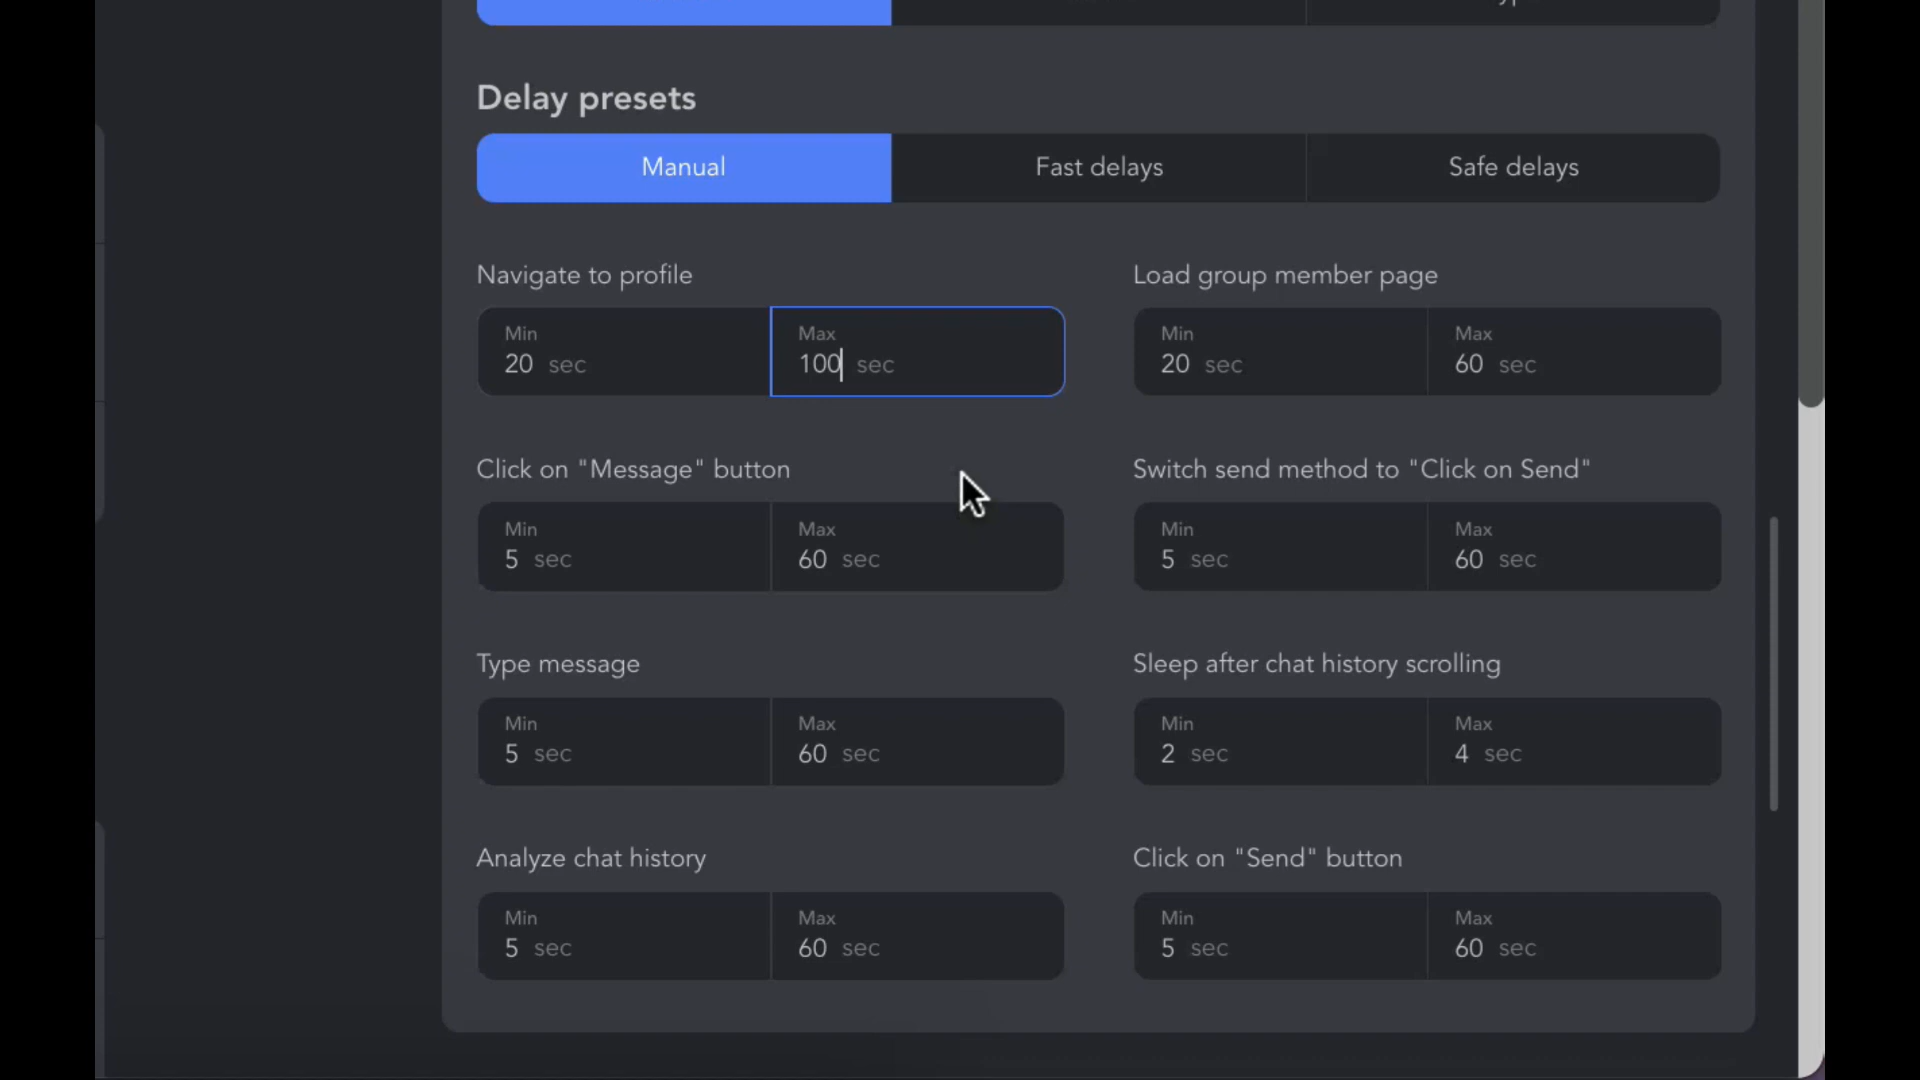 Delay presets
Manual Fast delays Safe delays
Navigate to profile Load group member page
Min Max Min Max
20 sec 100 sec 20 sec 60 sec
Click on "Message" button Switch send method to "Click on Send"
Min Max Min Max
5 sec 60 sec 5 sec 60 sec
Type message Sleep after chat history scrolling
Min Max Min Max
5 sec 60 sec 2 sec 4 sec
Analyze chat history Click on "Send" button
Min Max Min Max
5 sec 60 sec 5 sec 60 sec